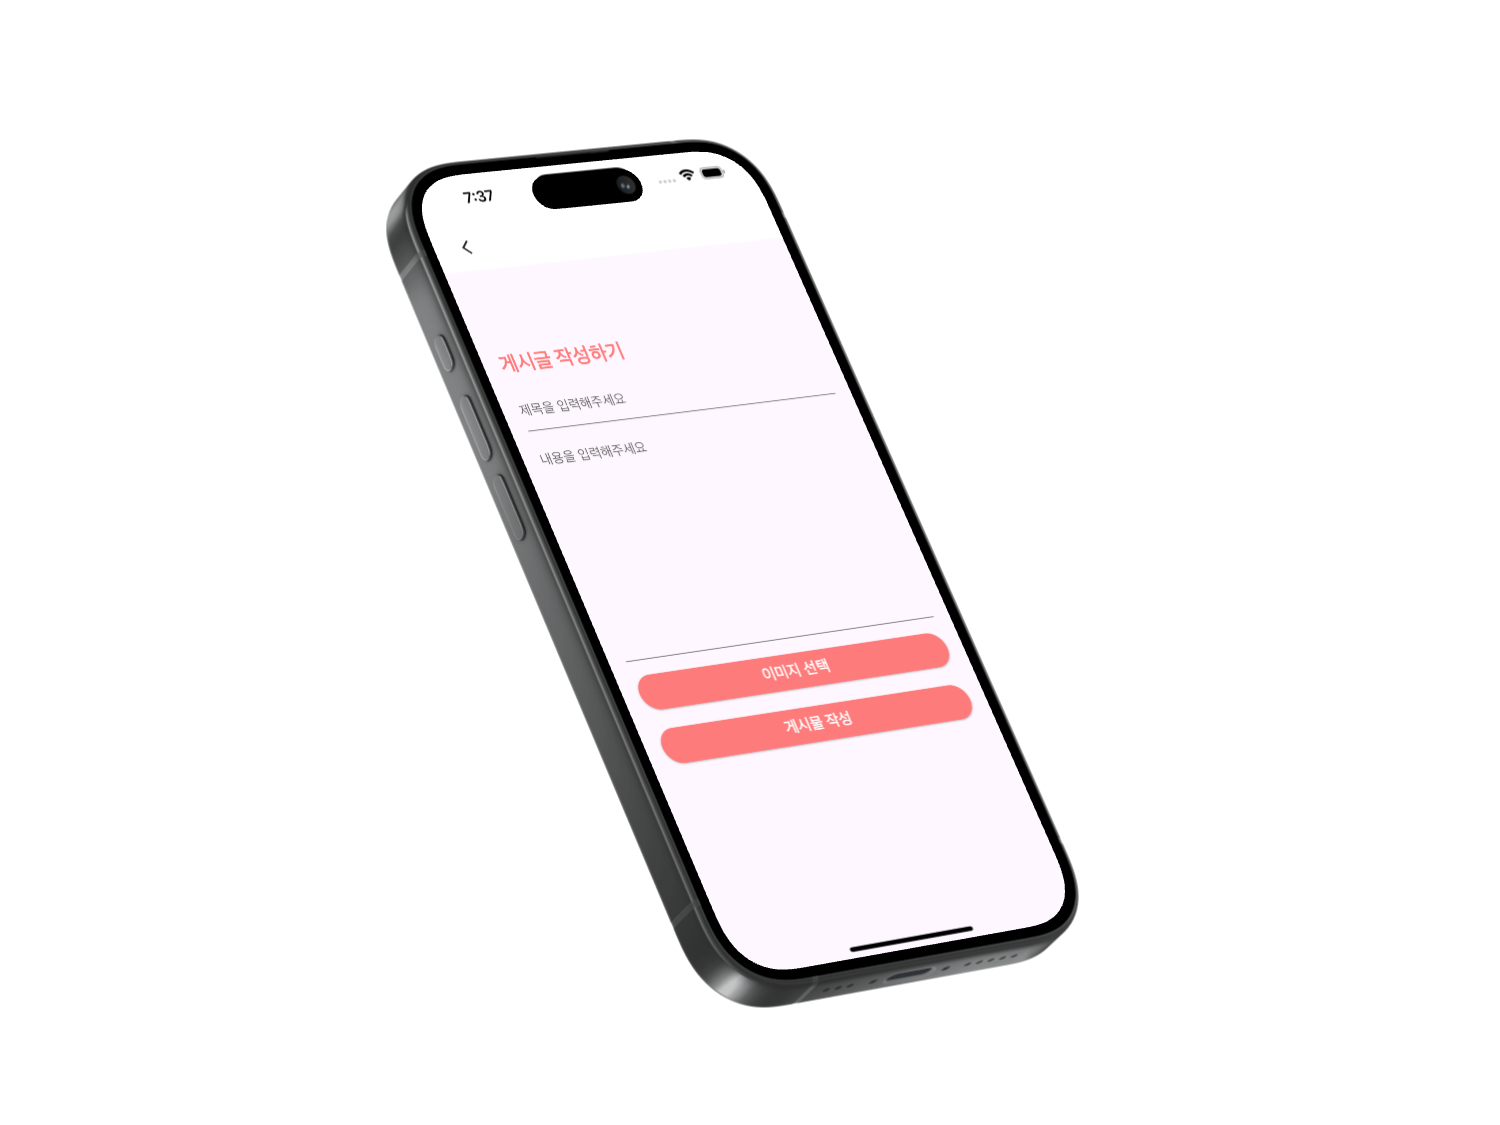 7:37
게시글 작성하기
제목을 입력해주세요
내용을 입력해주세요
이미지 선택
게시물 작성